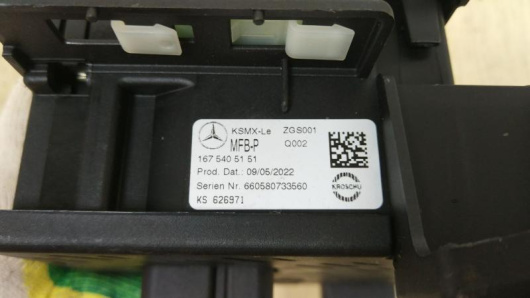 KSMX-Le ZGS001
MFB-P Q002
167 540 51 51
Prod. Dat.: 09/05/2022
Serien Nr. 660580733560
KS 626971
KROSCHU